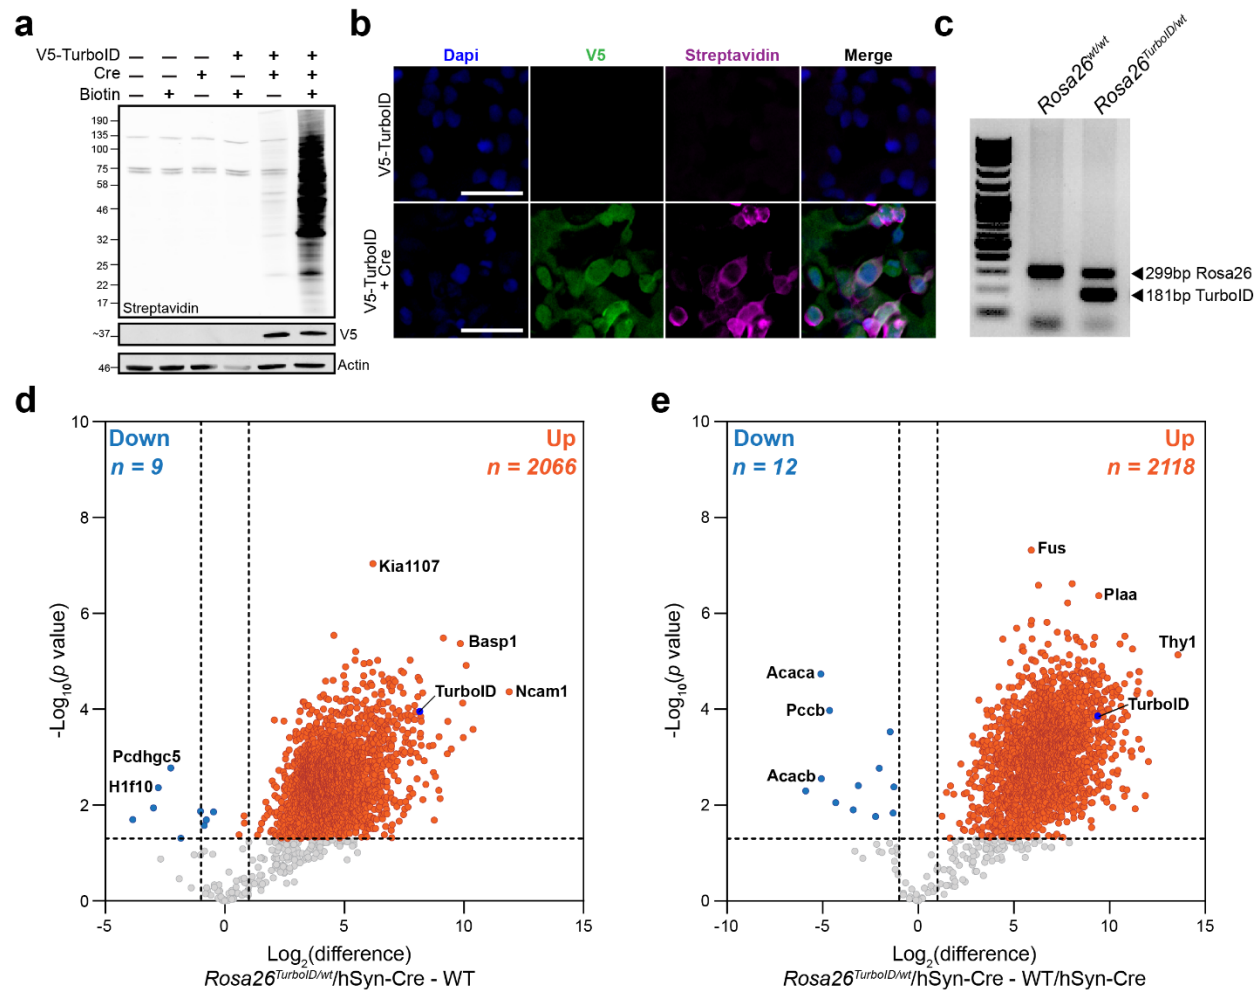 a
V5-TurboID — — — + + +
Cre — — + — + +
Biotin — + — + — +
190
135
100
75
58
46
32
25
22
17
Streptavidin
~37
V5
46
Actin
b
Dapi V5 Streptavidin Merge
V5-TurboID
V5-TurboID
+ Cre
c
Rosa26wt/wt
Rosa26TurboID/wt
◄299bp Rosa26
◄181bp TurboID
d
Down
n = 9
Up
n = 2066
Kia1107
Basp1
TurboID
Ncam1
Pcdhgc5
H1f10
10
8
6
4
2
0
-Log10(p value)
-5 0 5 10 15
Log2(difference)
Rosa26TurboID/wt/hSyn-Cre - WT
e
Down
n = 12
Up
n = 2118
Fus
Plaa
Thy1
Acaca
Pccb
TurboID
Acacb
10
8
6
4
2
0
-Log10(p value)
-10 -5 0 5 10 15
Log2(difference)
Rosa26TurboID/wt/hSyn-Cre - WT/hSyn-Cre